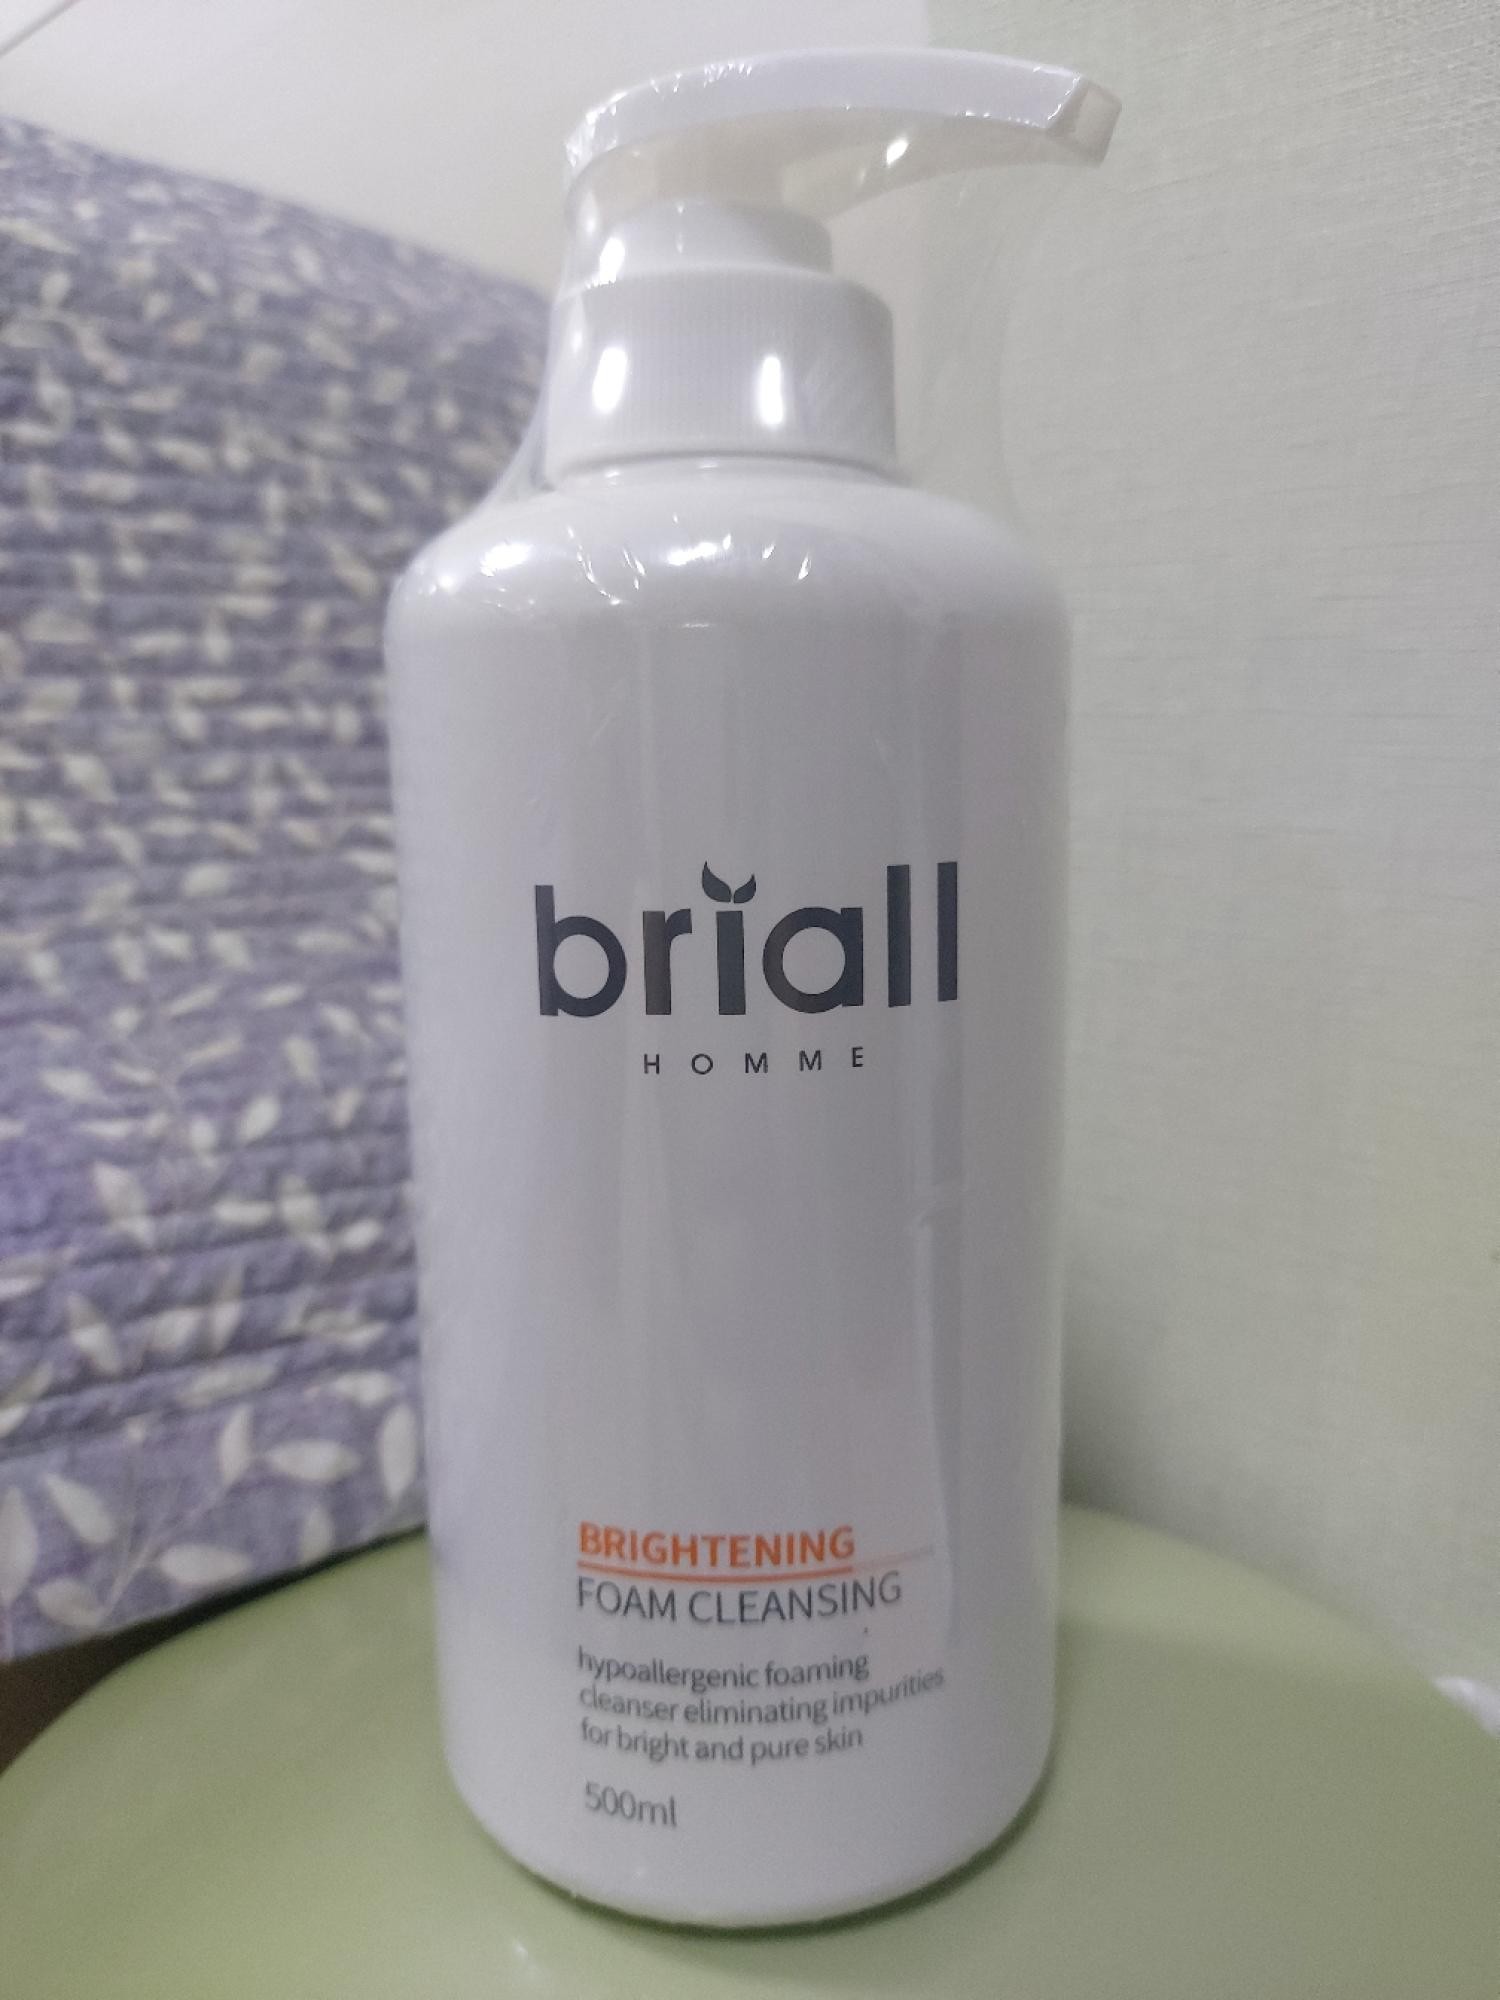 briall
HOMME
BRIGHTENING
FOAM CLEANSING
hypoallergenic foaming
cleanser eliminating impurities
for bright and pure skin
500ml